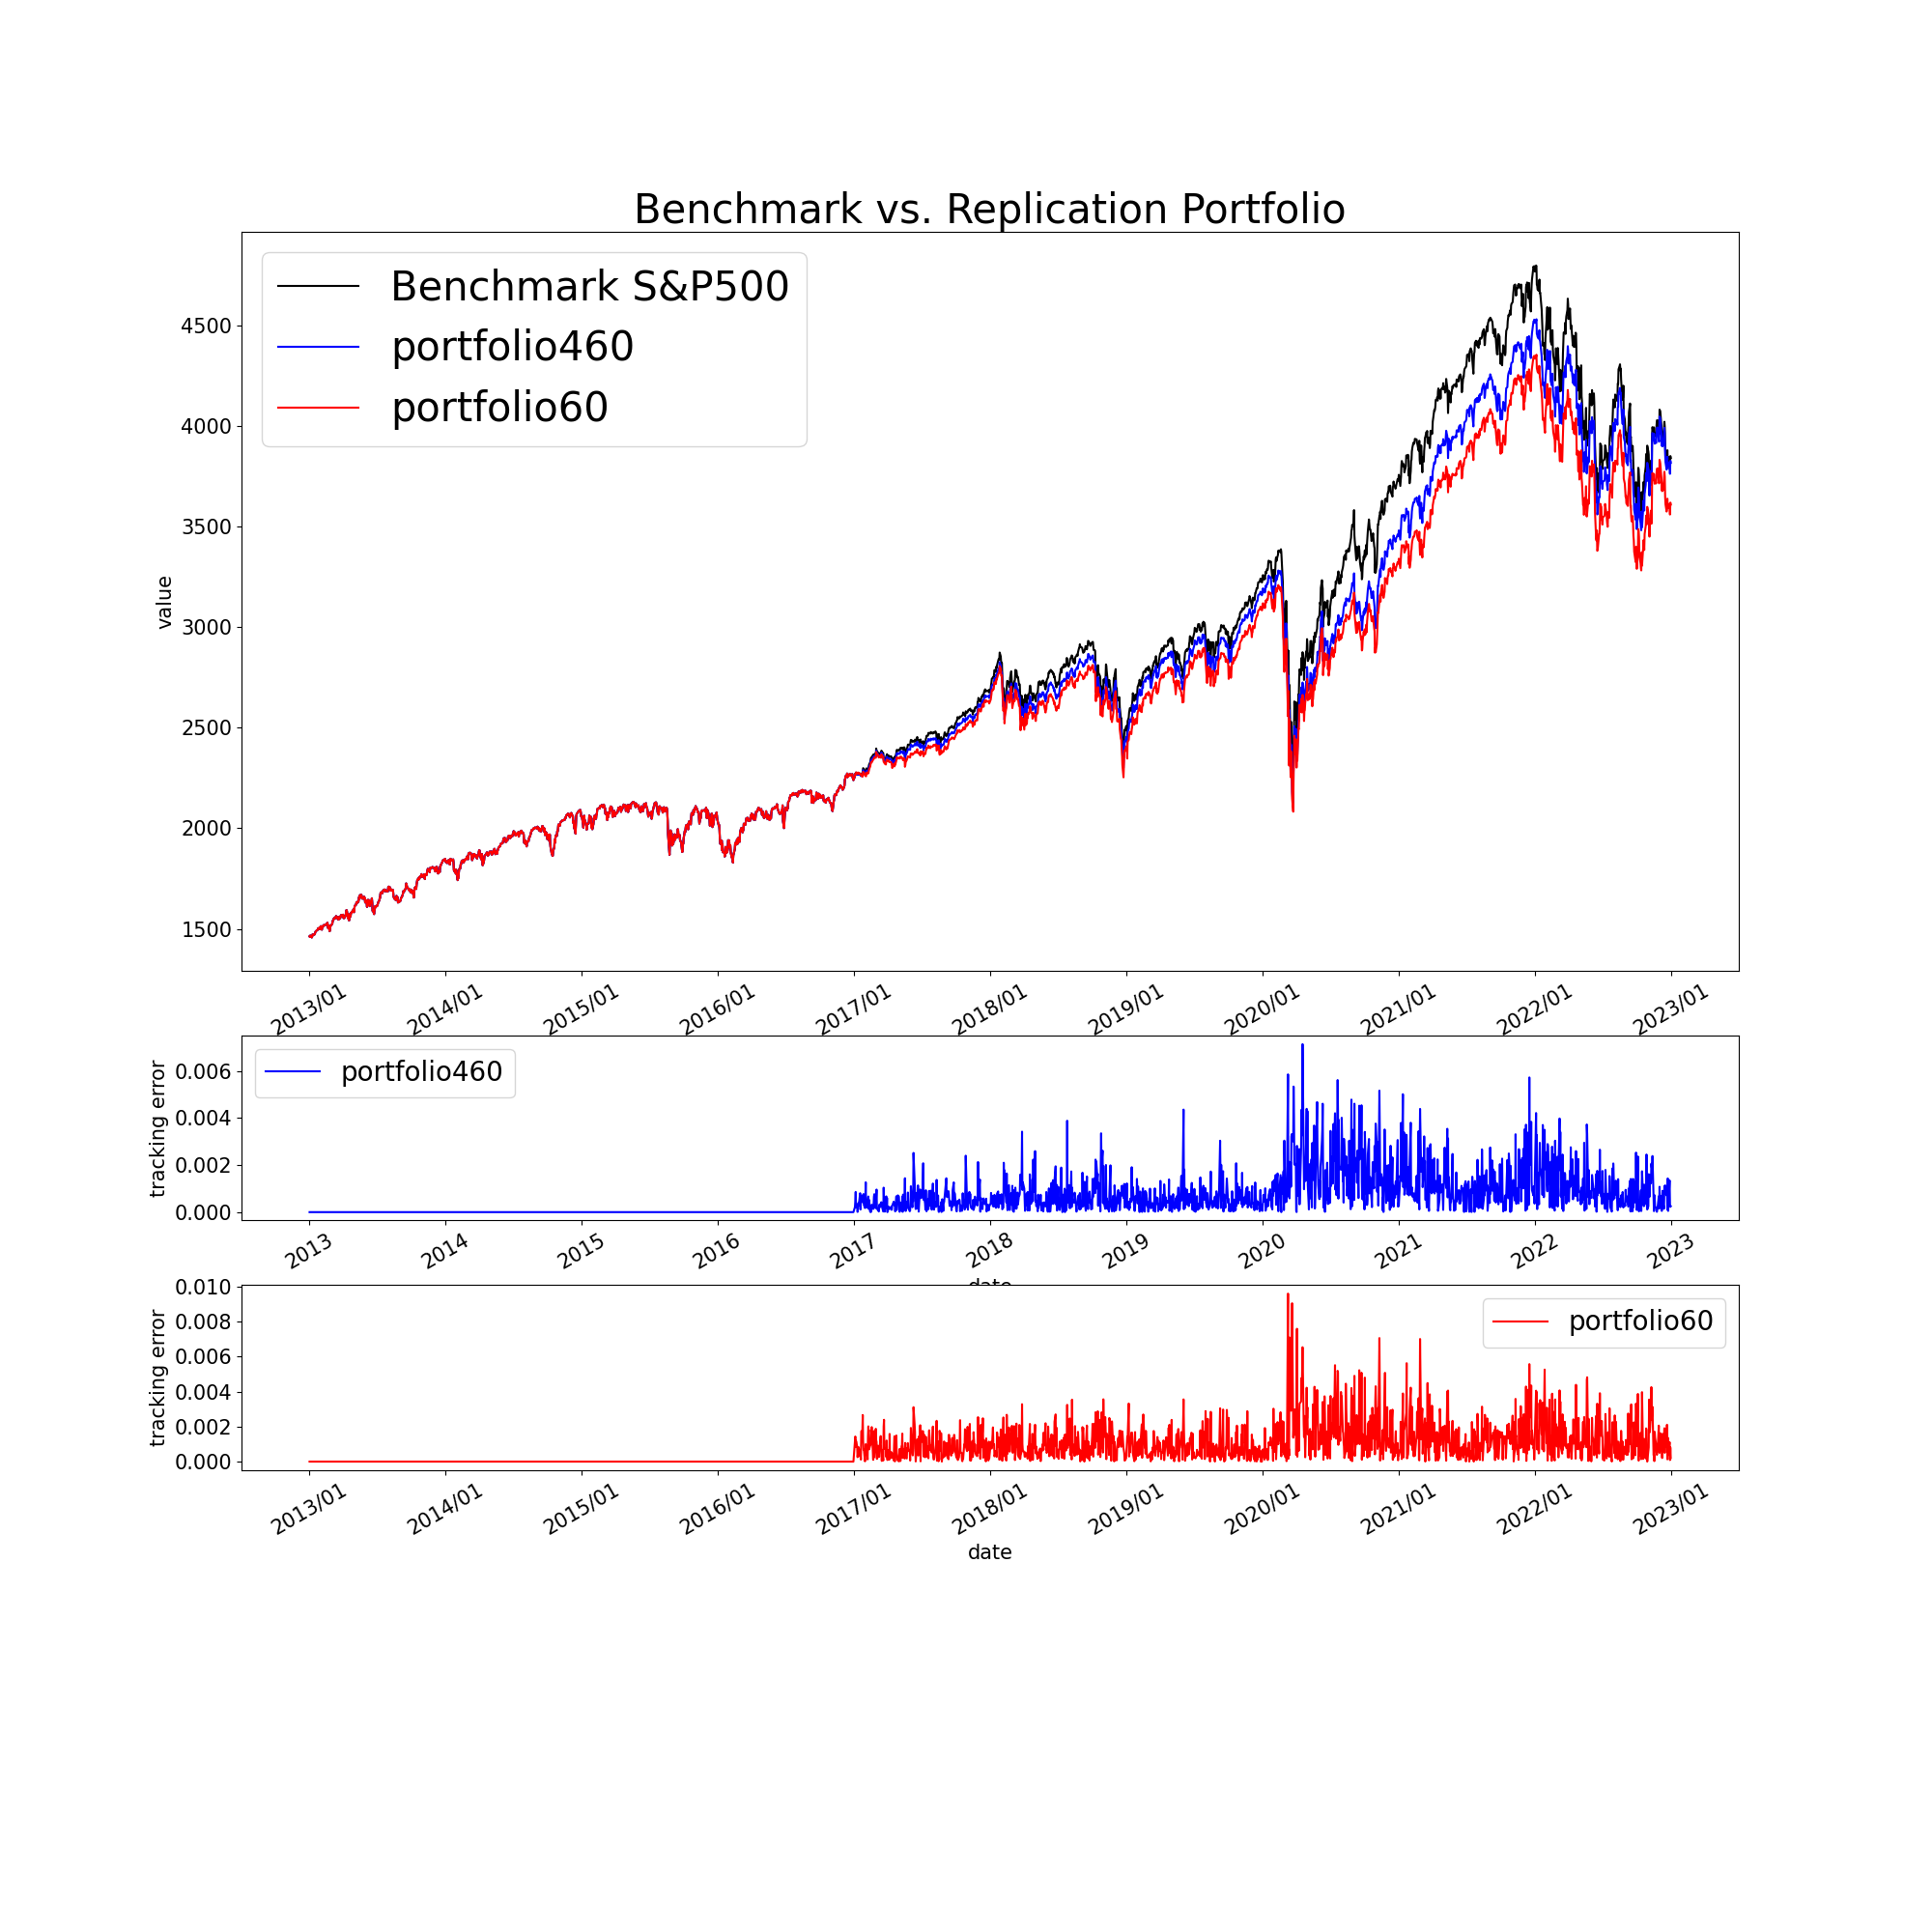 Benchmark vs. Replication Portfolio
Benchmark S&P500
portfolio460
portfolio60
value
4500
4000
3500
3000
2500
2000
1500
2013/01 2014/01 2015/01 2016/01 2017/01 2018/01 2019/01 2020/01 2021/01 2022/01 2023/01
portfolio460
tracking error
0.006
0.004
0.002
0.000
2013 2014 2015 2016 2017 2018 2019 2020 2021 2022 2023
date
portfolio60
tracking error
0.010
0.008
0.006
0.004
0.002
0.000
2013/01 2014/01 2015/01 2016/01 2017/01 2018/01 2019/01 2020/01 2021/01 2022/01 2023/01
date